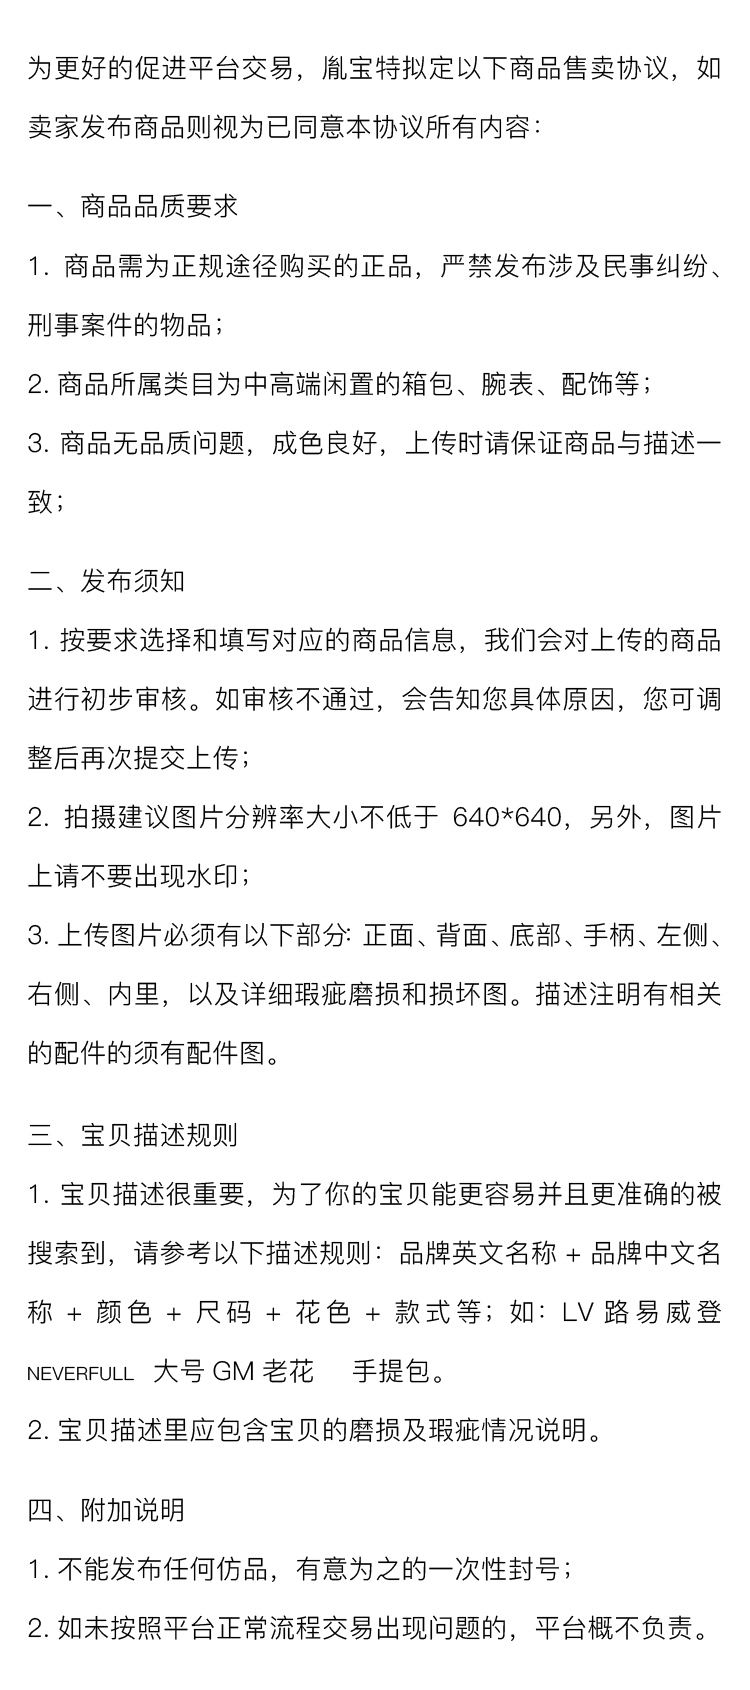 为更好的促进平台交易，胤宝特拟定以下商品售卖协议，如
卖家发布商品则视为已同意本协议所有内容：
一、商品品质要求
1. 商品需为正规途径购买的正品，严禁发布涉及民事纠纷、
刑事案件的物品；
2. 商品所属类目为中高端闲置的箱包、腕表、配饰等；
3. 商品无品质问题，成色良好，上传时请保证商品与描述一
致；
二、发布须知
1. 按要求选择和填写对应的商品信息，我们会对上传的商品
进行初步审核。如审核不通过，会告知您具体原因，您可调
整后再次提交上传；
2. 拍摄建议图片分辨率大小不低于 640*640，另外，图片
上请不要出现水印；
3. 上传图片必须有以下部分：正面、背面、底部、手柄、左侧、
右侧、内里，以及详细瑕疵磨损和损坏图。描述注明有相关
的配件的须有配件图。
三、宝贝描述规则
1. 宝贝描述很重要，为了你的宝贝能更容易并且更准确的被
搜索到，请参考以下描述规则：品牌英文名称 + 品牌中文名
称 + 颜色 + 尺码 + 花色 + 款式等；如：LV 路易威登
NEVERFULL 大号 GM 老花 手提包。
2. 宝贝描述里应包含宝贝的磨损及瑕疵情况说明。
四、附加说明
1. 不能发布任何仿品，有意为之的一次性封号；
2. 如未按照平台正常流程交易出现问题的，平台概不负责。